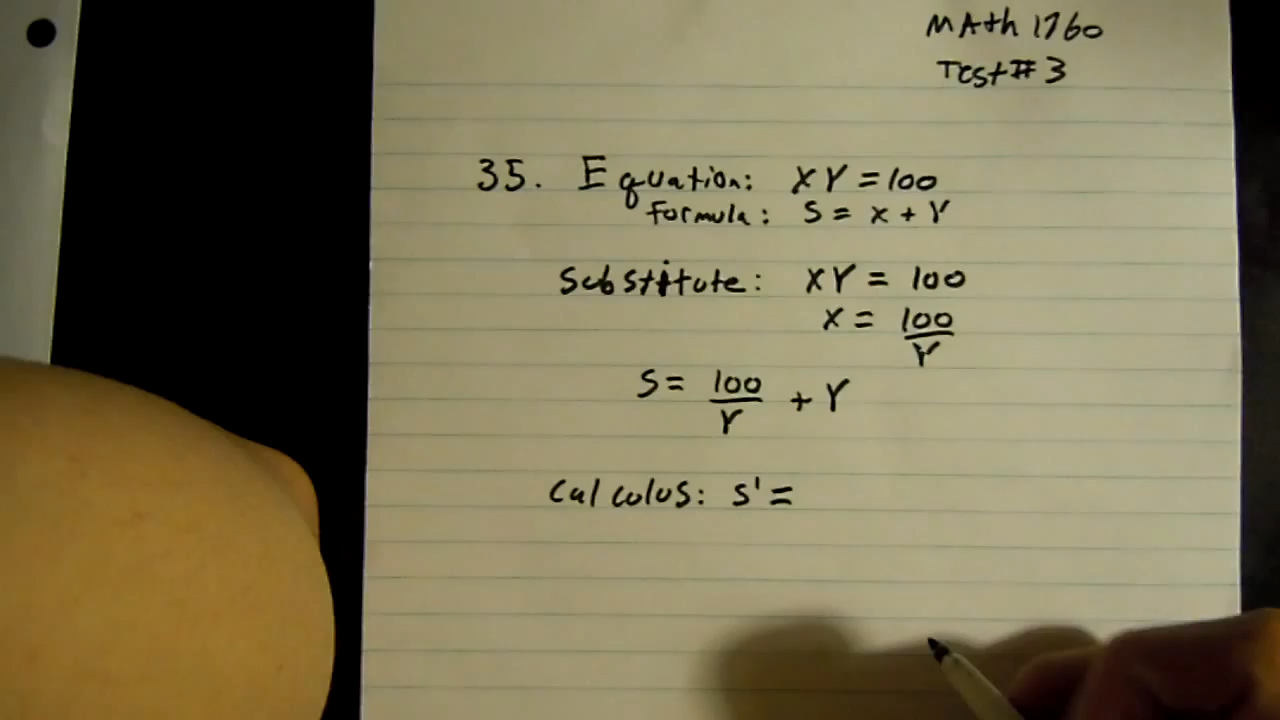 MAth 1760
Test # 3
35. Equation: XY = 100
formula: S = x + Y
Substitute: XY = 100
X = 100/Y
S = 100/Y + Y
Calculus: S' =